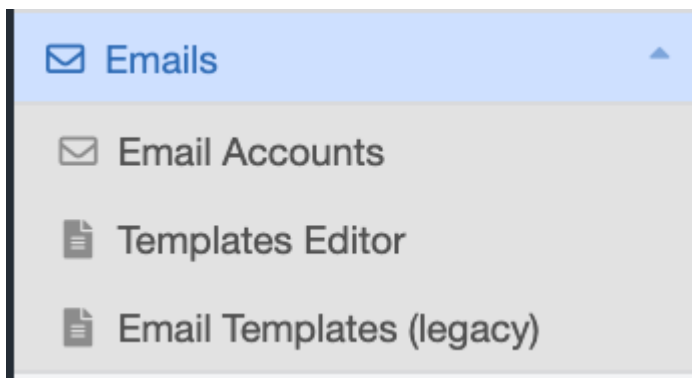 Emails
Email Accounts
Templates Editor
Email Templates (legacy)